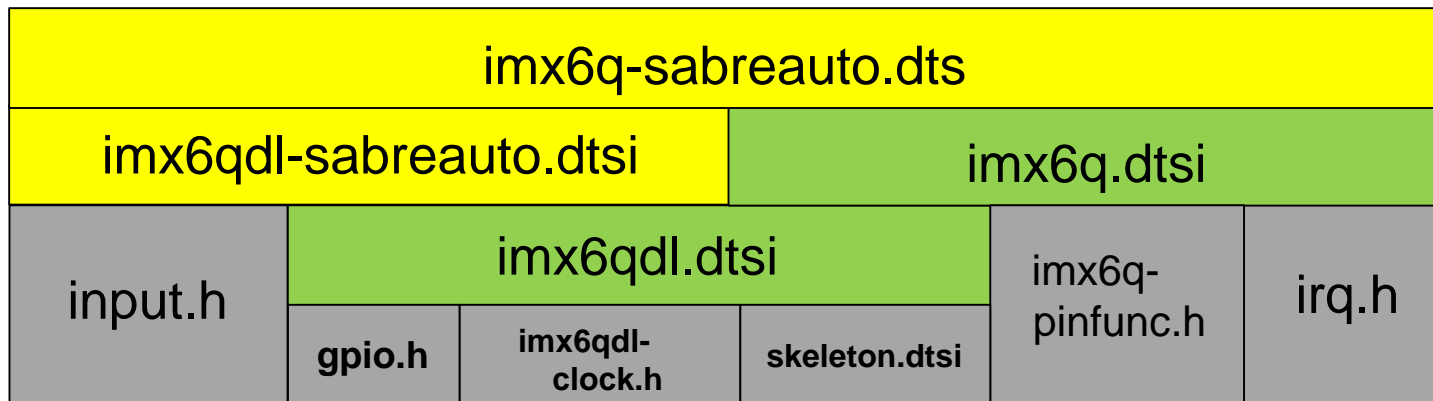 imx6q-sabreauto.dts
imx6qdl-sabreauto.dtsi
imx6q.dtsi
input.h
imx6qdl.dtsi
imx6q-
pinfunc.h
irq.h
gpio.h
imx6qdl-
clock.h
skeleton.dtsi